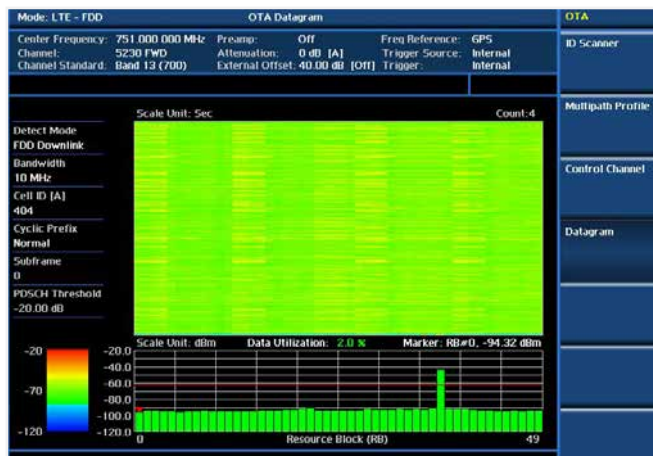 Mode: LTE - FDD
OTA Datagram
OTA
Center Frequency: 751.000 000 MHz Preamp: Off Freq Reference: GPS
Channel: 5230 FWD Attenuation: 0 dB [A] Trigger Source: Internal
Channel Standard: Band 13 (700) External Offset: 40.00 dB [Off] Trigger: Internal
ID Scanner
Multipath Profile
Control Channel
Datagram
Scale Unit: Sec Count:4
Detect Mode
FDD Downlink
Bandwidth
10 MHz
Cell ID [A]
404
Cyclic Prefix
Normal
Subframe
0
PDSCH Threshold
-20.00 dB
Scale Unit: dBm Data Utilization: 2.0 % Marker: RB#0, -94.32 dBm
-20
-70
-120
-20.0
-40.0
-60.0
-80.0
-100.0
-120.0
0 Resource Block (RB) 49